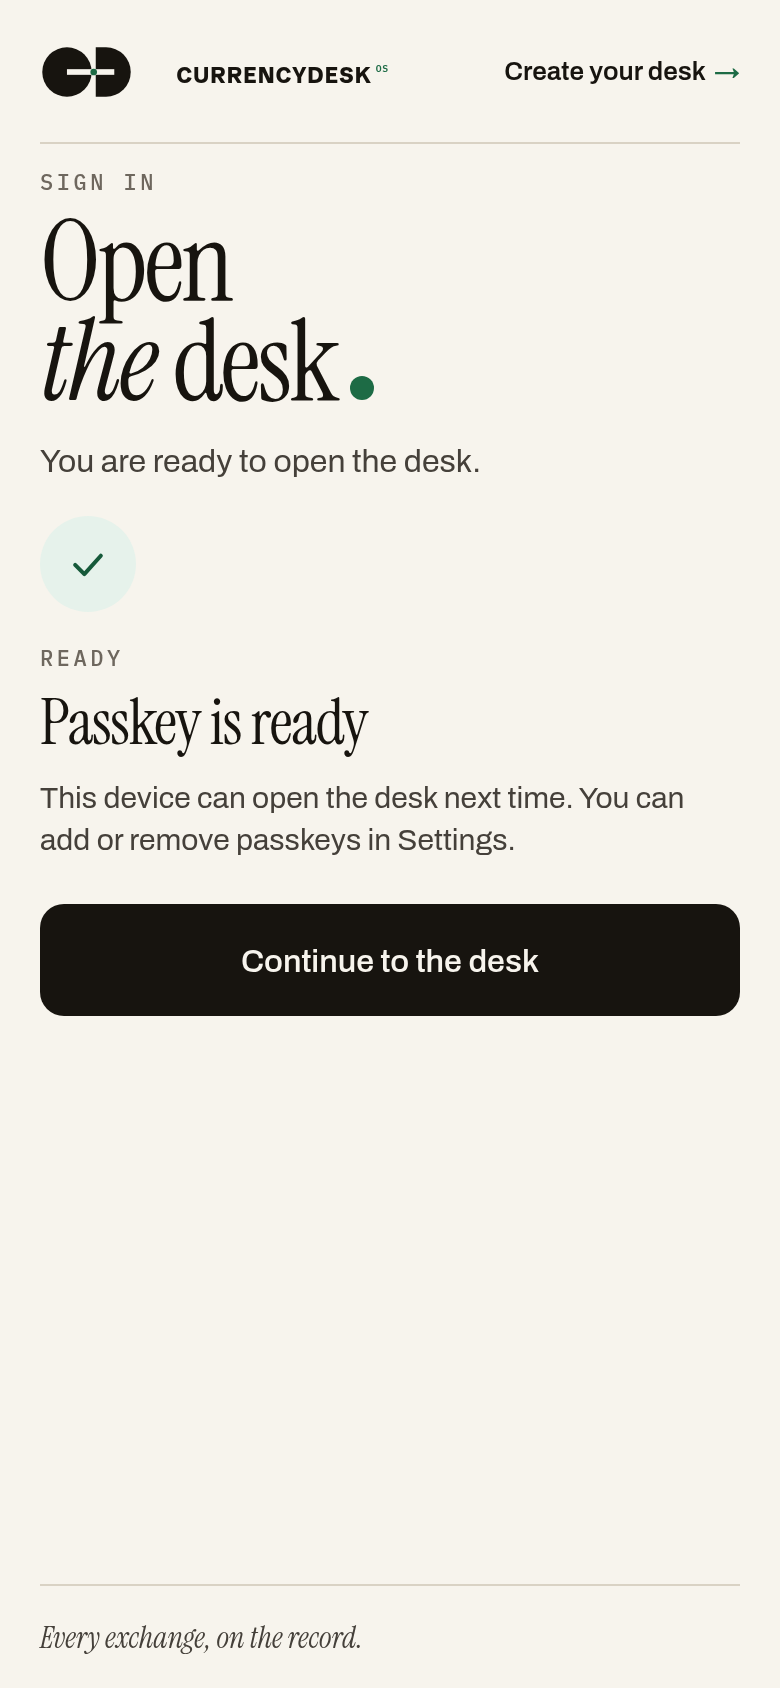 CURRENCYDESK OS
Create your desk →
SIGN IN
Open
the desk.
You are ready to open the desk.
READY
Passkey is ready
This device can open the desk next time. You can
add or remove passkeys in Settings.
Continue to the desk
Every exchange, on the record.